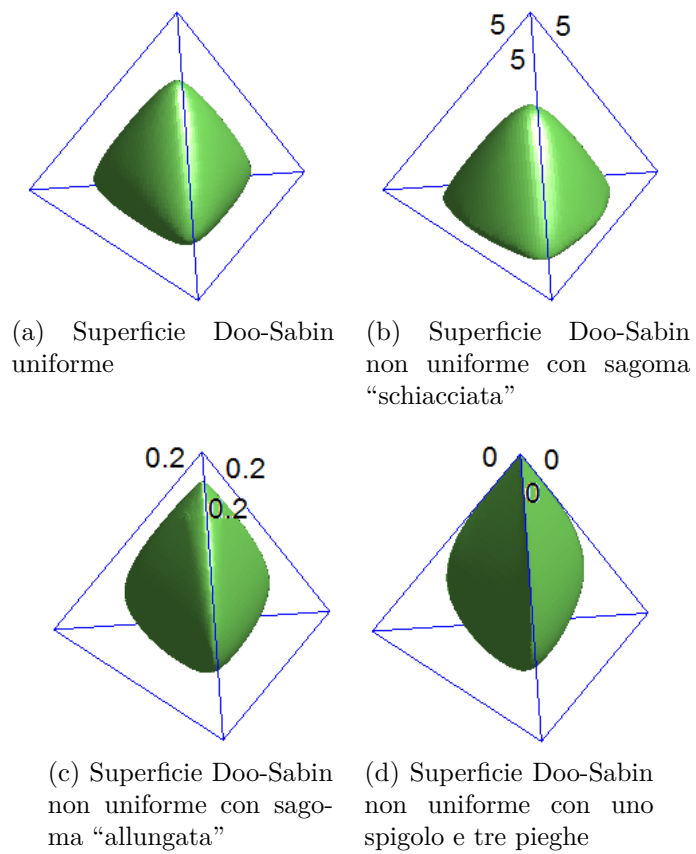 5 5
5
(a) Superficie Doo-Sabin
uniforme
(b) Superficie Doo-Sabin
non uniforme con sagoma
“schiacciata”
0.2 0.2
0.2
0 0
0
(c) Superficie Doo-Sabin
non uniforme con sago-
ma “allungata”
(d) Superficie Doo-Sabin
non uniforme con uno
spigolo e tre pieghe